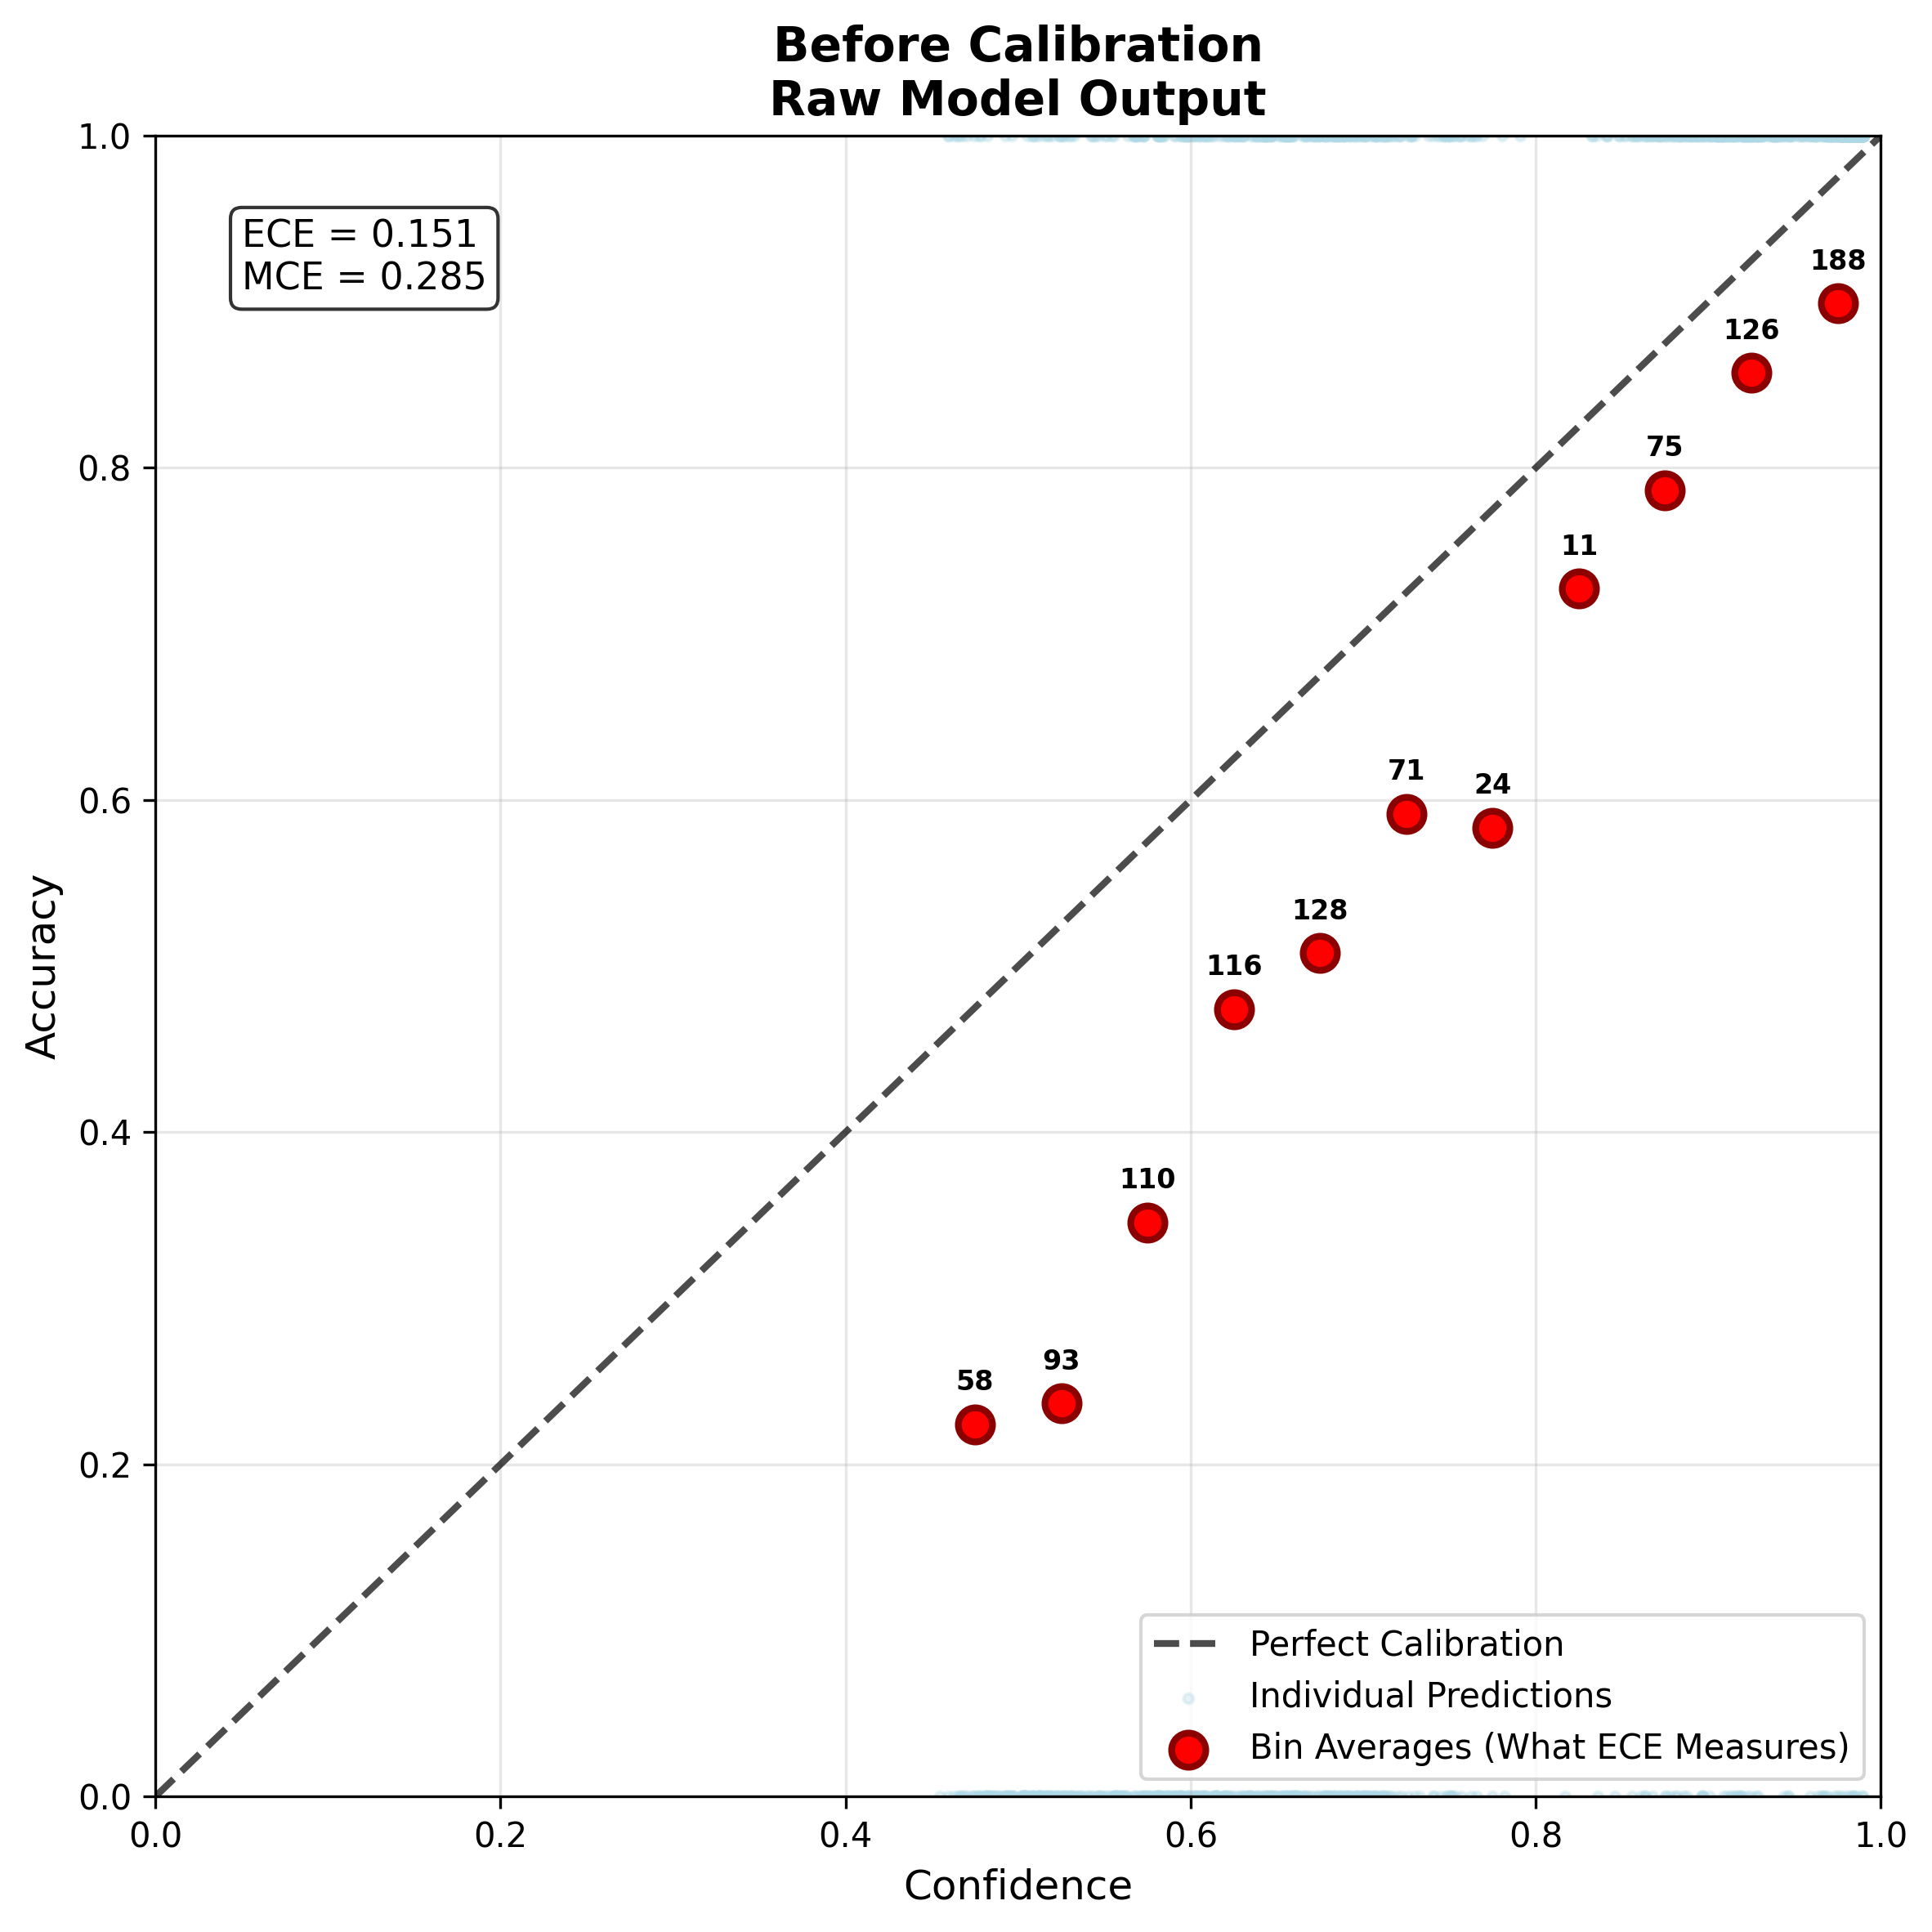 Before Calibration
Raw Model Output
ECE = 0.151
MCE = 0.285
188
126
75
11
71
24
128
116
110
93
58
1.0
0.8
0.6
0.4
0.2
0.0
Accuracy
Perfect Calibration
Individual Predictions
Bin Averages (What ECE Measures)
0.0
0.2
0.4
0.6
0.8
1.0
Confidence